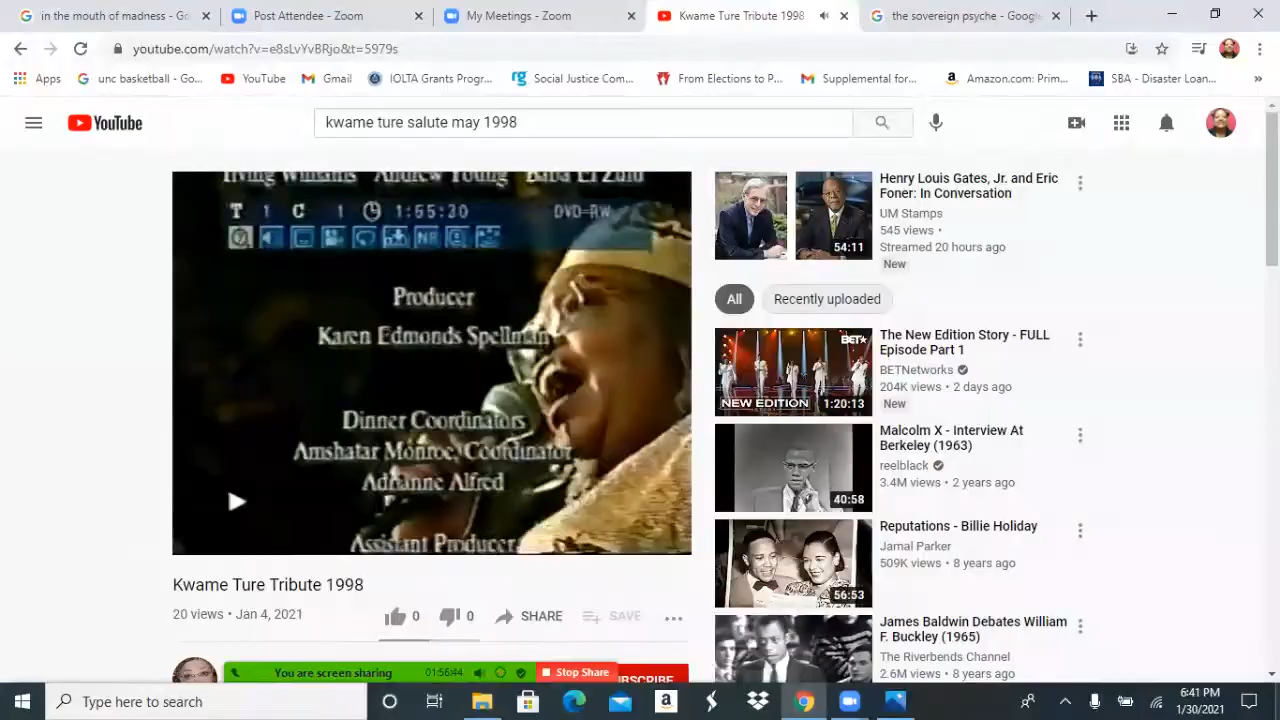 in the mouth of madness - Go
Post Attendee - Zoom
My Meetings - Zoom
Kwame Ture Tribute 1998
the sovereign psyche - Google
youtube.com/watch?v=e8sLvYvBRjo&t=5979s
Apps
unc basketball - Go...
YouTube
Gmail
IOLTA Grants Progr...
Social Justice Com...
From Elections to P...
Supplemental for...
Amazon.com: Prim...
SBA - Disaster Loan...
YouTube
kwame ture salute may 1998
Irving Williams Andrew Young Baba El Zulu
T 1 C 1 1:55:30 DVD-RW
NR
Producer
Karen Edmonds Spellman
Dinner Coordinators
Amshatar Monroe, Coordinator
Adrianne Alfred
Assistant Producer
Kwame Ture Tribute 1998
20 views • Jan 4, 2021
0
0
SHARE
SAVE
You are screen sharing
01:56:44
Stop Share
JBSCRIBE
Henry Louis Gates, Jr. and Eric
Foner: In Conversation
UM Stamps
545 views •
Streamed 20 hours ago
New
54:11
All
Recently uploaded
The New Edition Story - FULL
Episode Part 1
BETNetworks
204K views • 2 days ago
New
BET★
NEW EDITION
1:20:13
Malcolm X - Interview At
Berkeley (1963)
reelblack
3.4M views • 2 years ago
40:58
Reputations - Billie Holiday
Jamal Parker
509K views • 8 years ago
56:53
James Baldwin Debates William
F. Buckley (1965)
The Riverbends Channel
2.6M views • 8 years ago
Type here to search
6:41 PM
1/30/2021